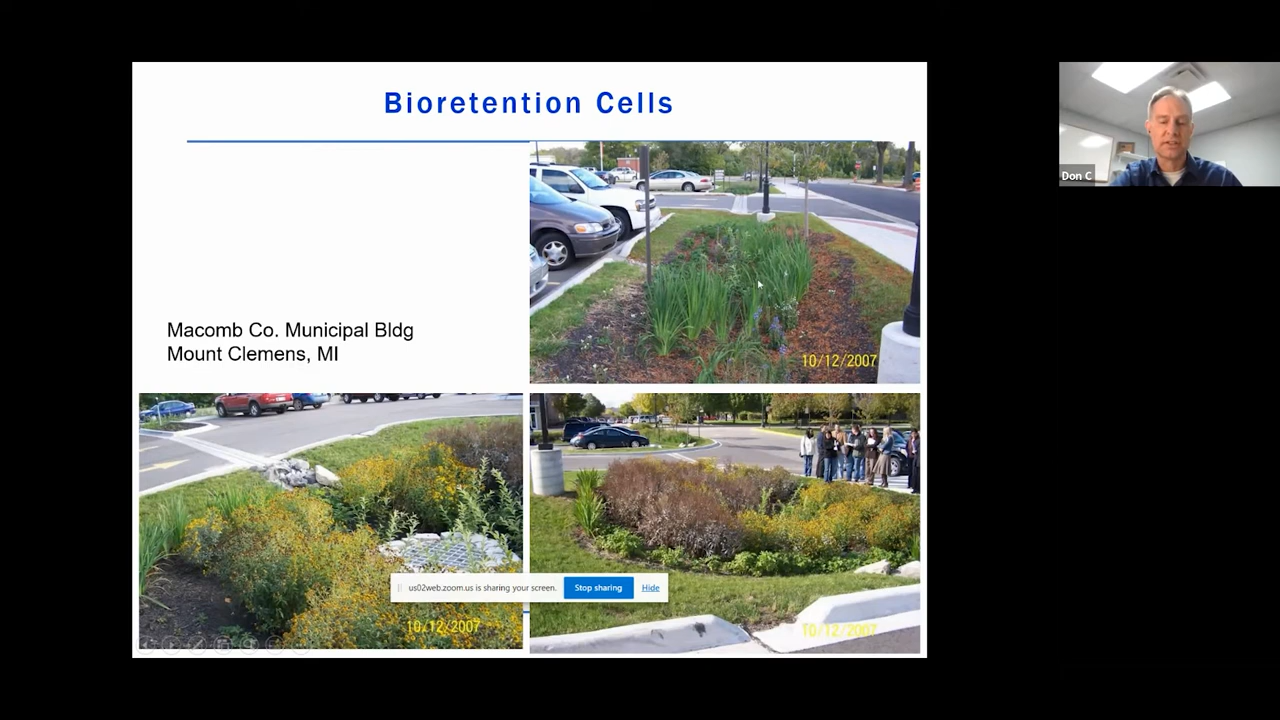 Bioretention Cells
Don C
Macomb Co. Municipal Bldg
Mount Clemens, MI
10/12/2007
us02web.zoom.us is sharing your screen.
Stop sharing
Hide
10/12/2007
10/12/2007